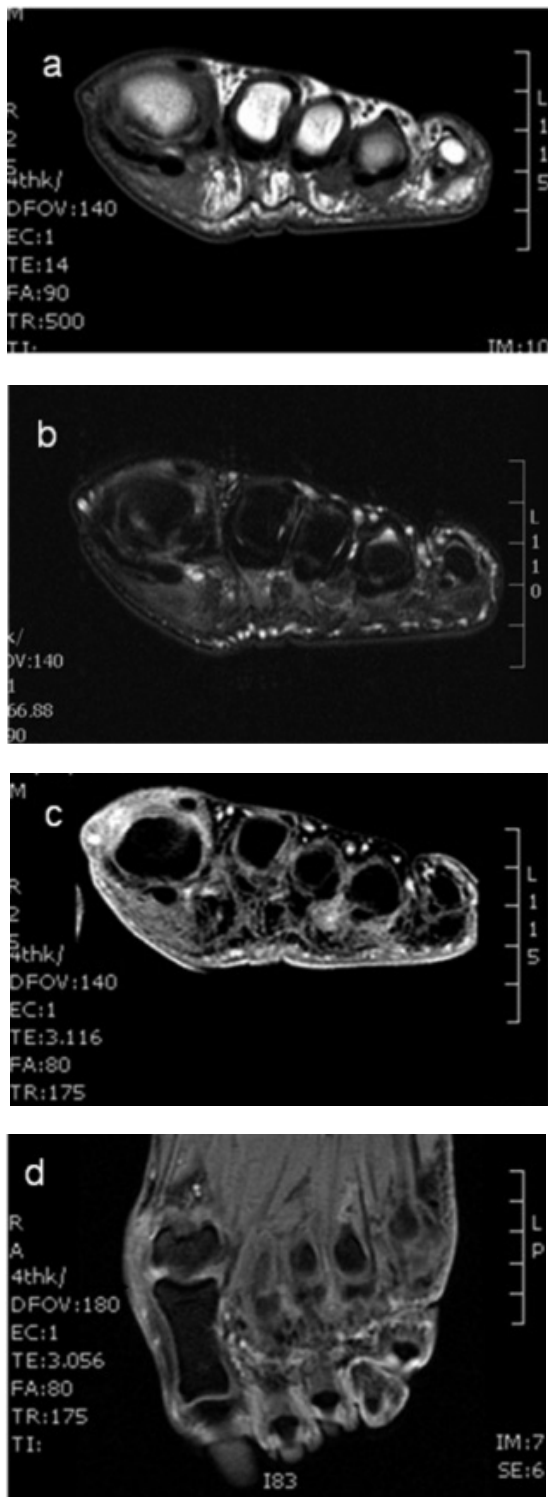 M
a
R
4thk/
DFOV:140
EC:1
TE:14
FA:90
TR:500
TI:
L
1
1
5
IM:10
b
k/
OV:140
1
66.88
90
L
1
1
0
M
c
R
4thk/
DFOV:140
EC:1
TE:3.116
FA:80
TR:175
L
1
1
5
d
R
A
4thk/
DFOV:180
EC:1
TE:3.056
FA:80
TR:175
TI:
L
P
I83
IM:7
SE:6